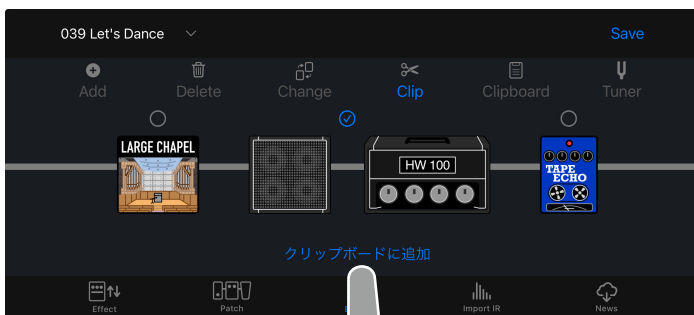 039 Let's Dance
Save
Add
Delete
Change
Clip
Clipboard
Tuner
LARGE CHAPEL
HW 100
TAPE
ECHO
クリップボードに追加
Effect
Patch
Import IR
News